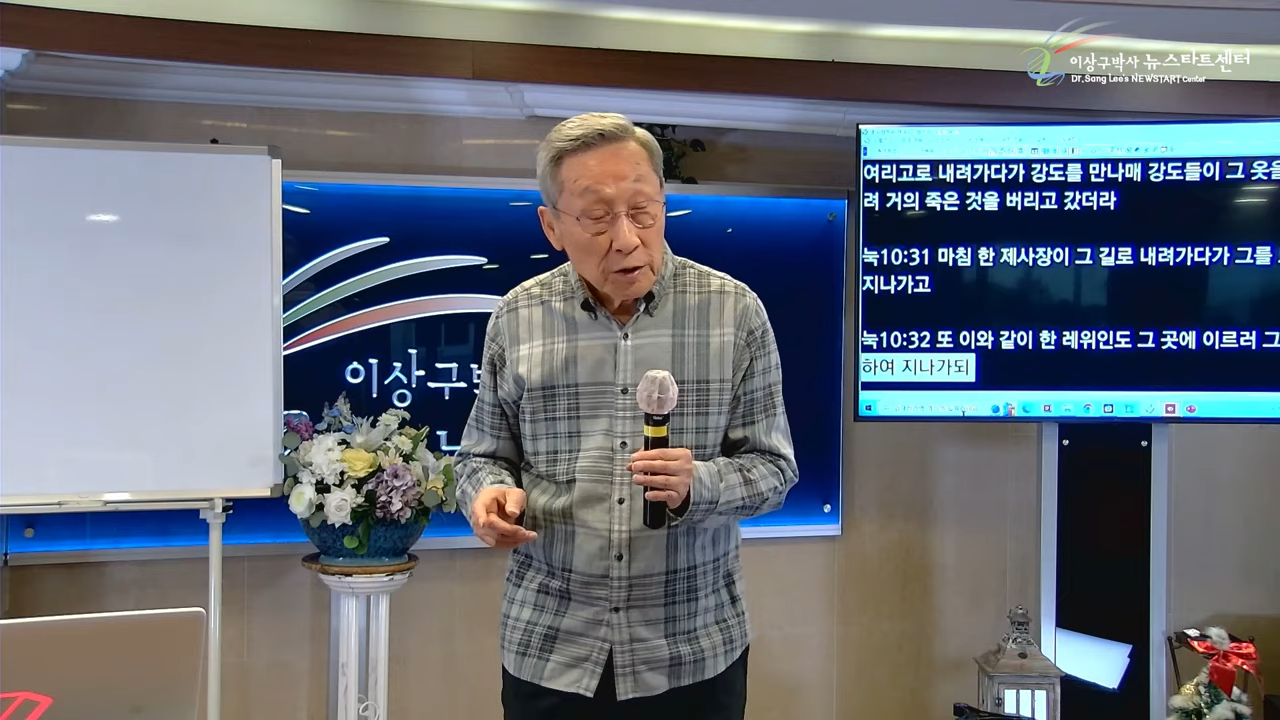 이상구박사 뉴스타트센터
Dr. Sang Lee's NEWSTART Center
여리고로 내려가다가 강도를 만나매 강도들이 그 옷을
려 거의 죽은 것을 버리고 갔더라
눅10:31 마침 한 제사장이 그 길로 내려가다가 그를
지나가고
눅10:32 또 이와 같이 한 레위인도 그 곳에 이르러 그
하여 지나가되
이상구